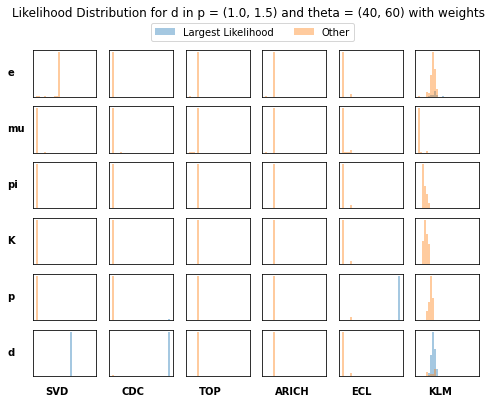 Likelihood Distribution for d in p = (1.0, 1.5) and theta = (40, 60) with weights
Largest Likelihood Other
e
mu
pi
K
p
d
SVD CDC TOP ARICH ECL KLM